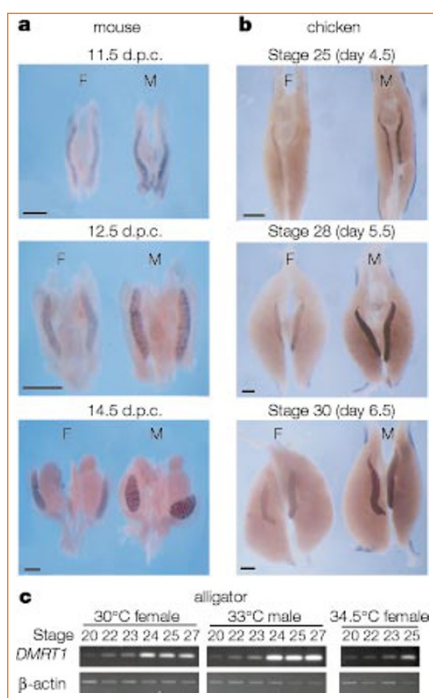 a mouse
11.5 d.p.c.
F M
12.5 d.p.c.
F M
14.5 d.p.c.
F M
b chicken
Stage 25 (day 4.5)
F M
Stage 28 (day 5.5)
F M
Stage 30 (day 6.5)
F M
c alligator
30°C female 33°C male 34.5°C female
Stage 20 22 23 24 25 27 20 22 23 24 25 27 20 22 23 25
DMRT1
β-actin